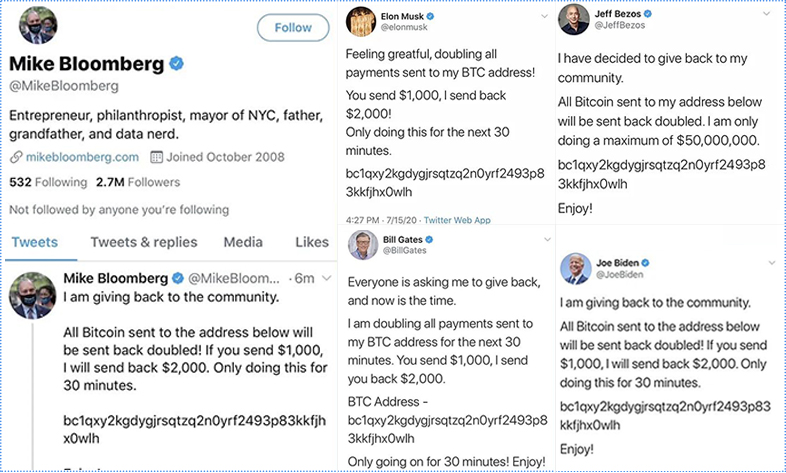 Follow
Mike Bloomberg
@MikeBloomberg
Entrepreneur, philanthropist, mayor of NYC, father,
grandfather, and data nerd.
mikebloomberg.com Joined October 2008
532 Following 2.7M Followers
Not followed by anyone you're following
Tweets Tweets & replies Media Likes
Mike Bloomberg @MikeBloom... · 6m
I am giving back to the community.
All Bitcoin sent to the address below will
be sent back doubled! If you send $1,000,
I will send back $2,000. Only doing this for
30 minutes.
bc1qxy2kgdygjrsqtzq2n0yrf2493p83kkfjh
x0wlh
Elon Musk
@elonmusk
Feeling greatful, doubling all
payments sent to my BTC address!
You send $1,000, I send back
$2,000!
Only doing this for the next 30
minutes.
bc1qxy2kgdygjrsqtzq2n0yrf2493p8
3kkfjhx0wlh
4:27 PM · 7/15/20 · Twitter Web App
Jeff Bezos
@JeffBezos
I have decided to give back to my
community.
All Bitcoin sent to my address below
will be sent back doubled. I am only
doing a maximum of $50,000,000.
bc1qxy2kgdygjrsqtzq2n0yrf2493p8
3kkfjhx0wlh
Enjoy!
Bill Gates
@BillGates
Everyone is asking me to give back,
and now is the time.
I am doubling all payments sent to
my BTC address for the next 30
minutes. You send $1,000, I send
you back $2,000.
BTC Address -
bc1qxy2kgdygjrsqtzq2n0yrf2493p8
3kkfjhx0wlh
Only going on for 30 minutes! Enjoy!
Joe Biden
@JoeBiden
I am giving back to the community.
All Bitcoin sent to the address below
will be sent back doubled! If you send
$1,000, I will send back $2,000. Only
doing this for 30 minutes.
bc1qxy2kgdygjrsqtzq2n0yrf2493p83
kkfjhx0wlh
Enjoy!